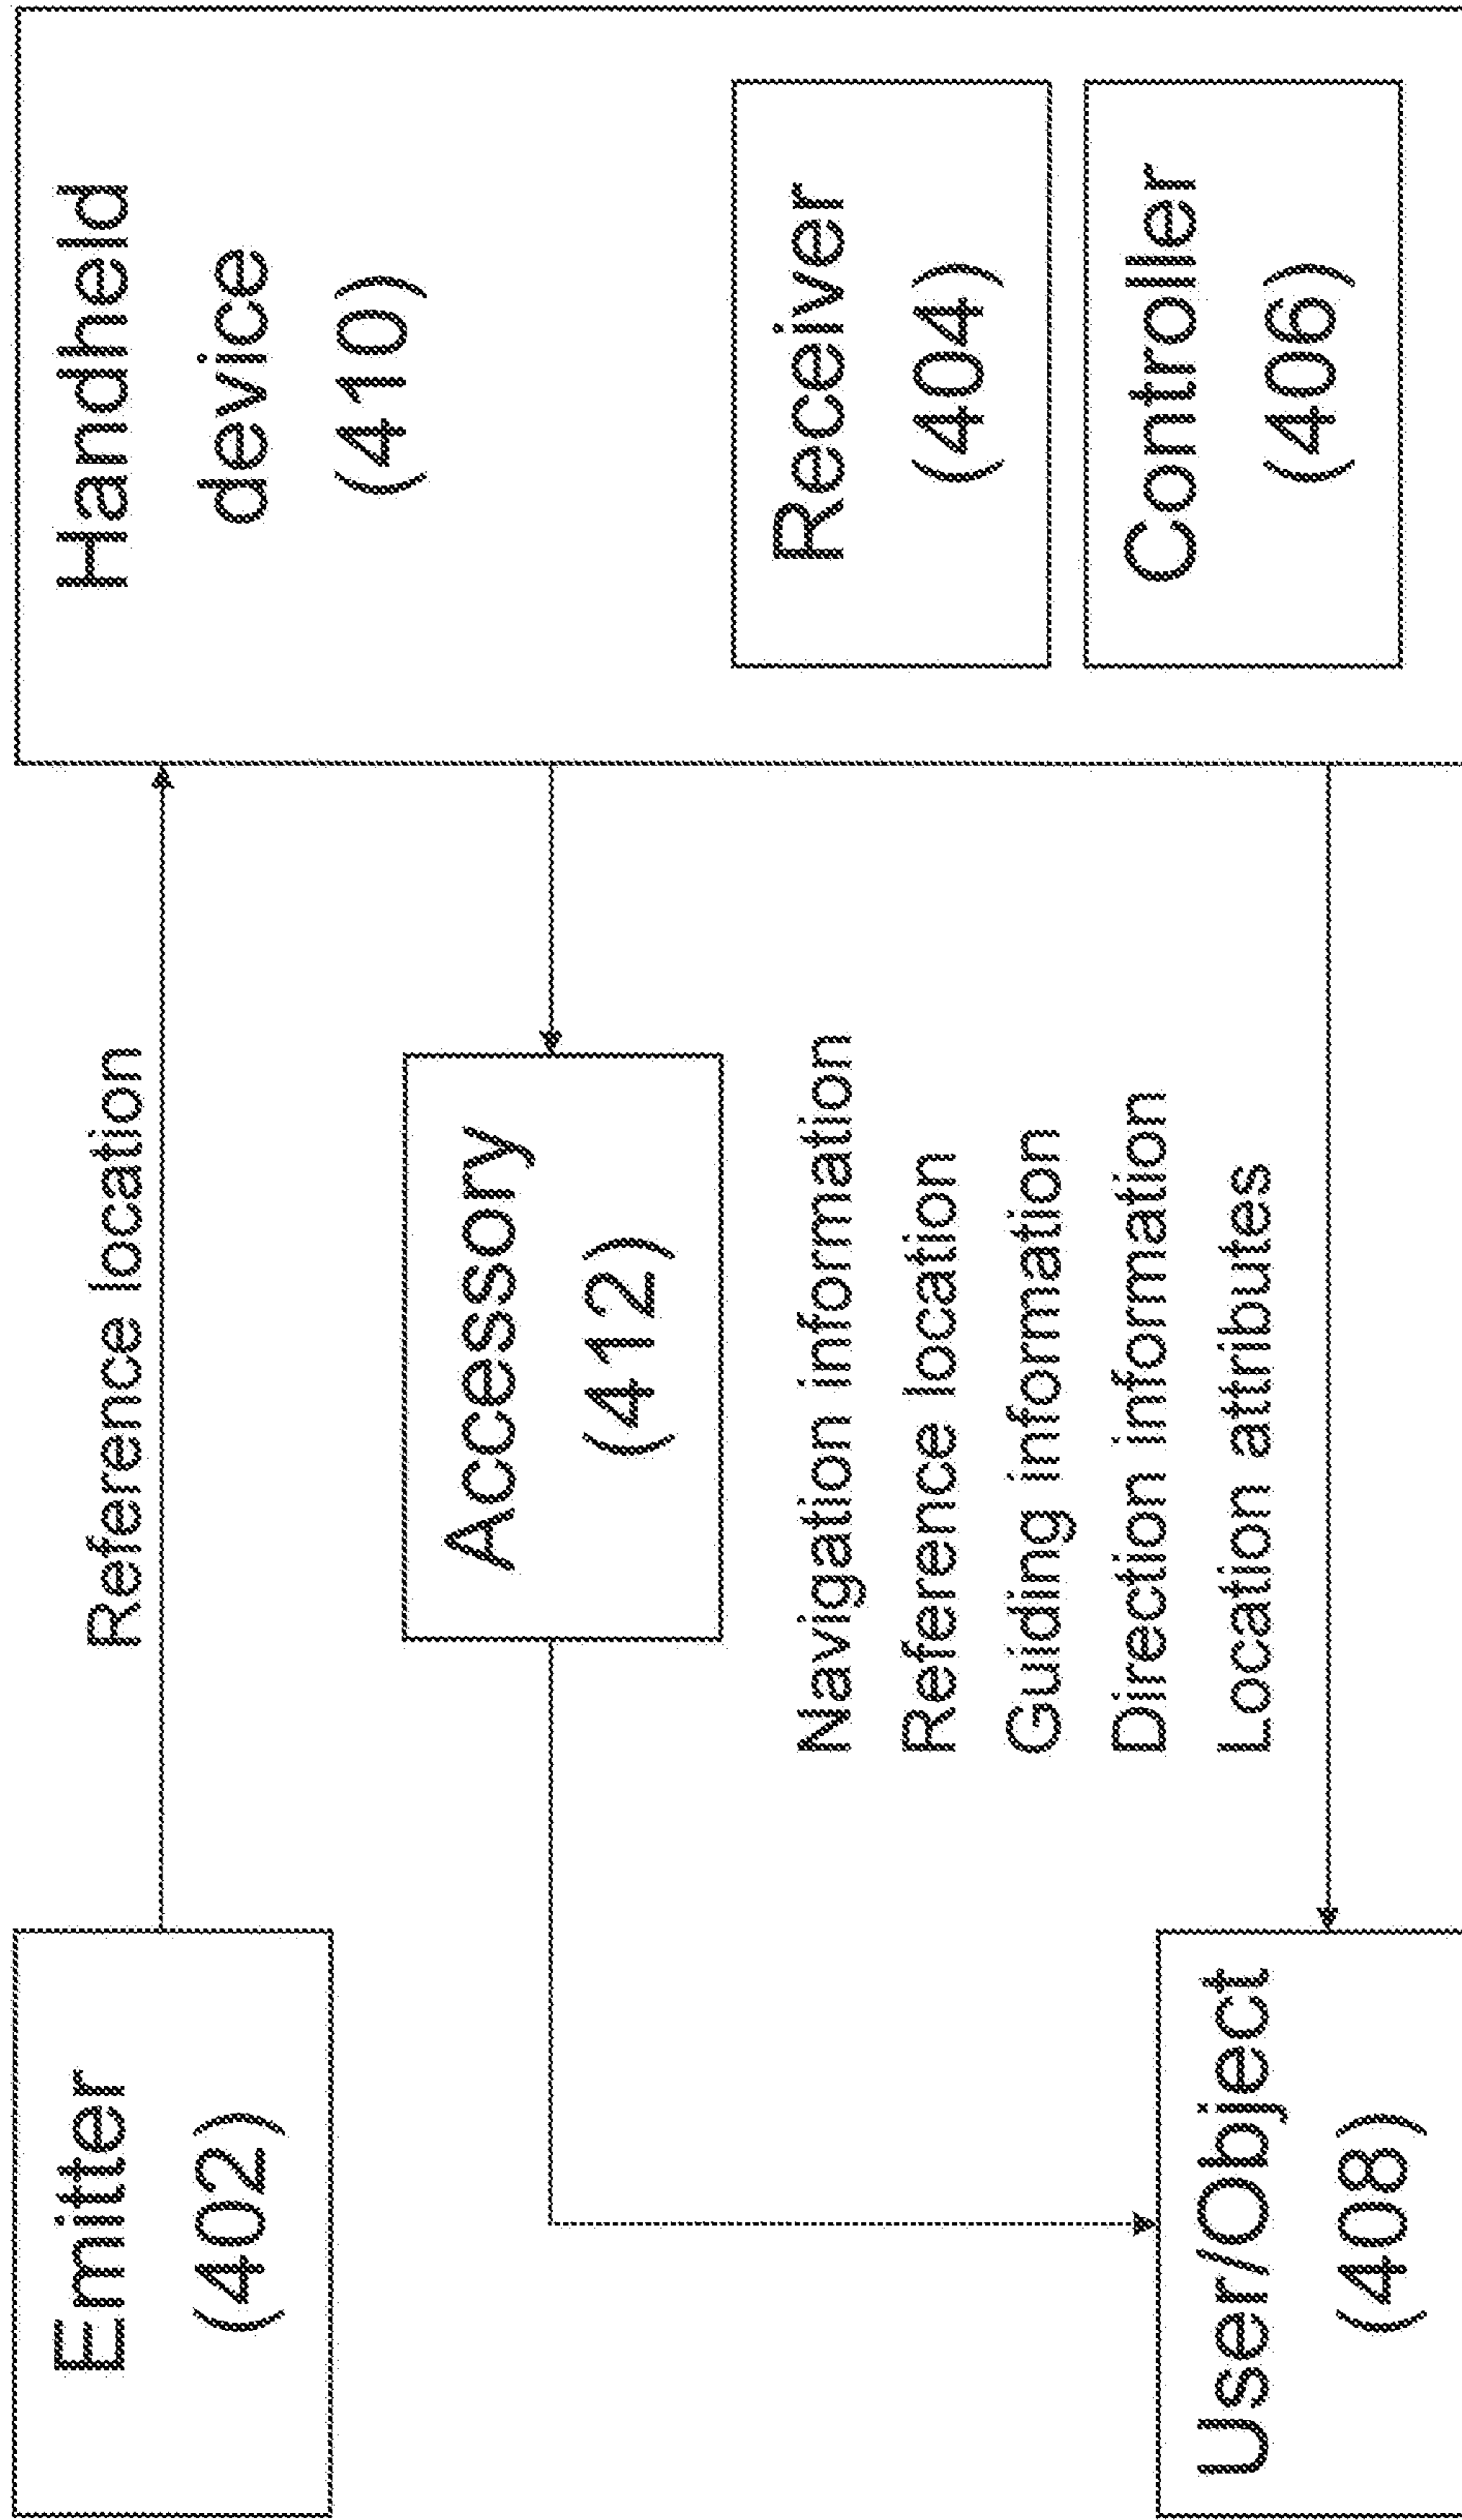 Emitter
(402)
Reference location
Handheld
device
(410)
Accessory
(412)
Receiver
(404)
Navigation information
Reference location
Guiding information
Direction information
Location attributes
Controller
(406)
User/Object
(408)